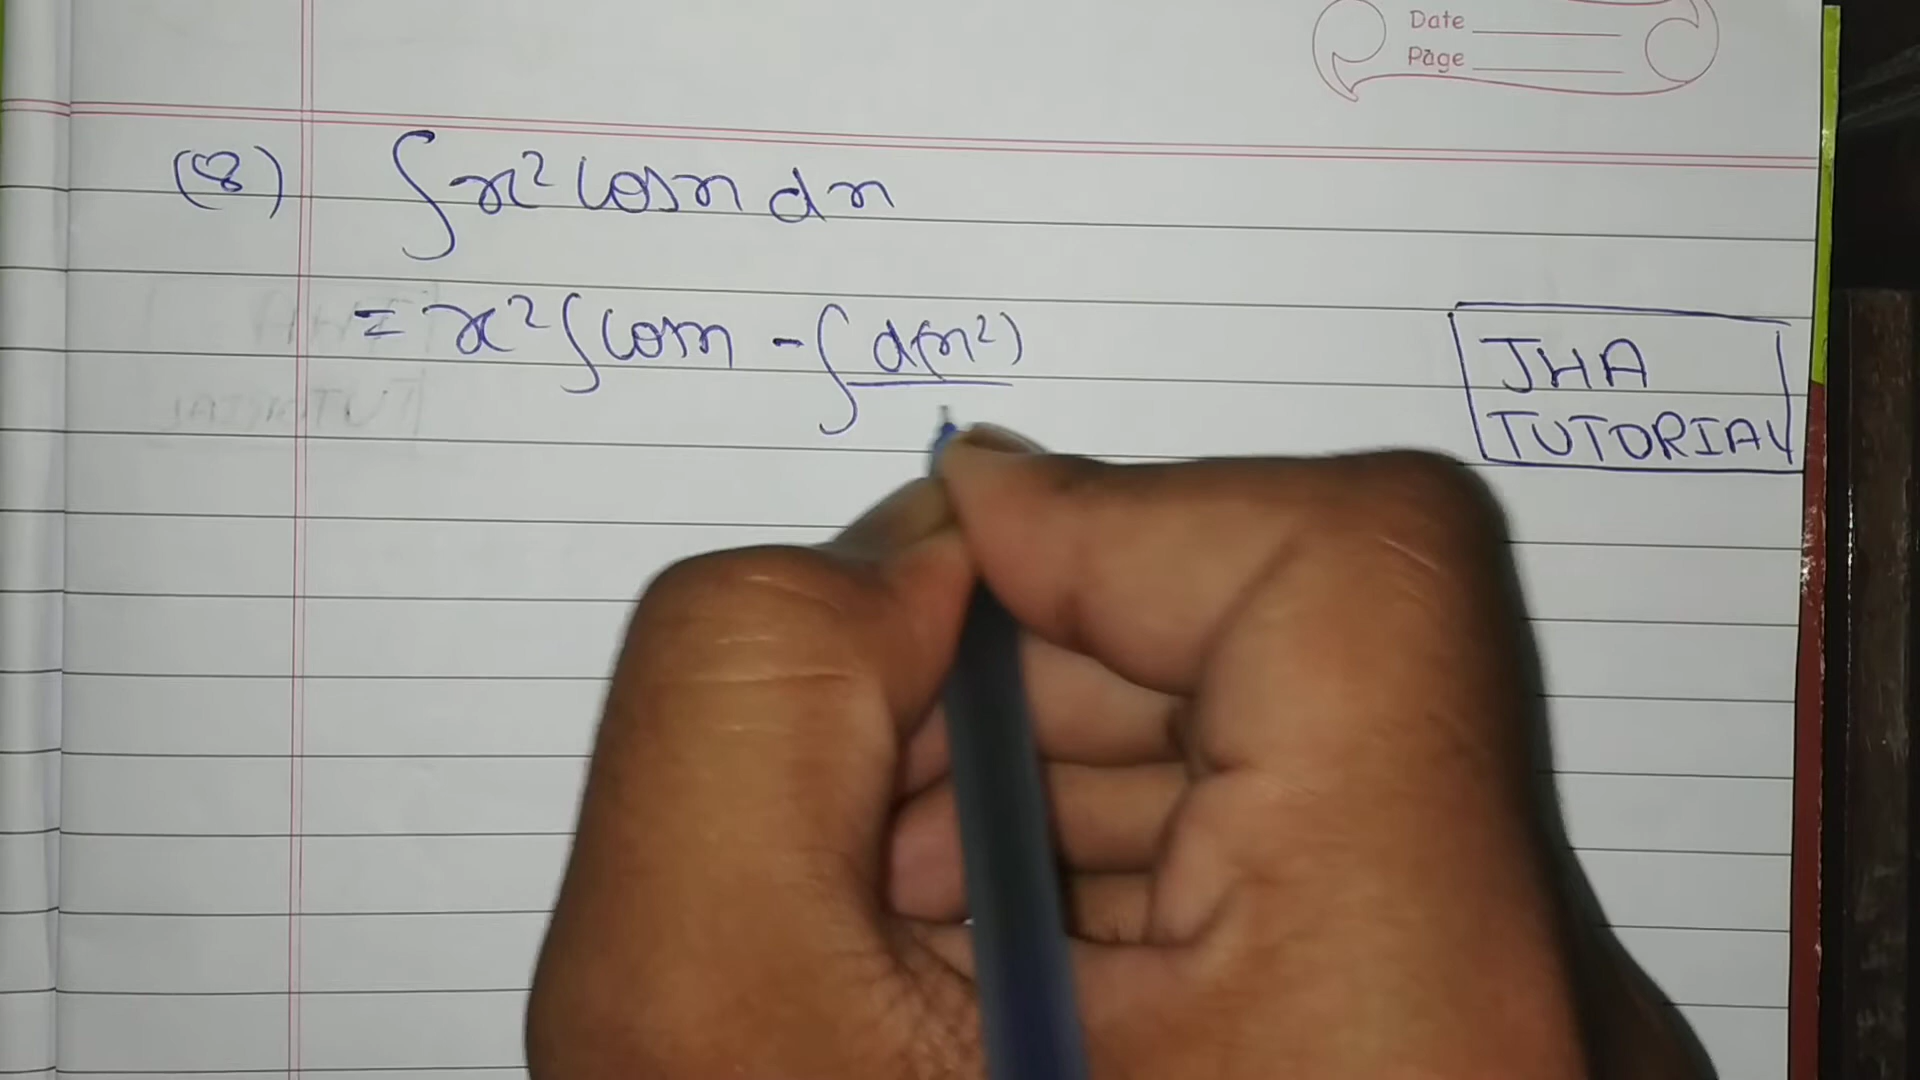 Date
Page
(8) ∫x² cosx dx
= x² ∫cosx - ∫ d(x²)
JHA
TUTORIAL